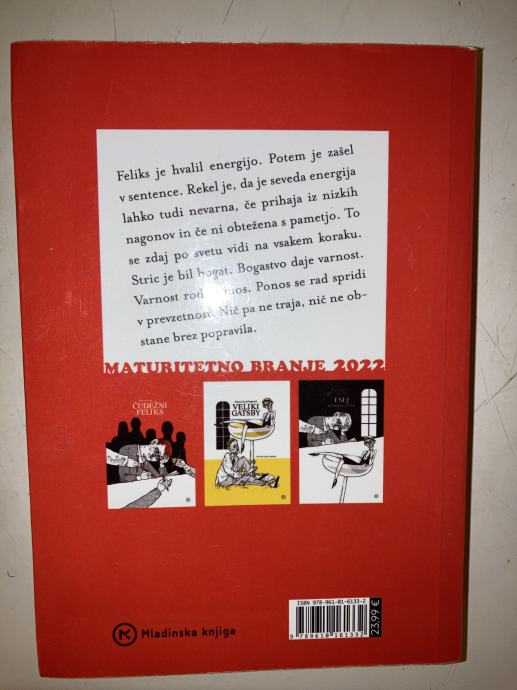 Feliks je hvalil energijo. Potem je zašel
v sentence. Rekel je, da je seveda energija
lahko tudi nevarna, če prihaja iz nizkih
nagonov in če ni obtežena s pametjo. To
se zdaj po svetu vidi na vsakem koraku.
Stric je bil bogat. Bogastvo daje varnost.
Varnost rodi ponos. Ponos se rad spridi
v prevzetnost. Nič pa ne traja, nič ne ob-
stane brez popravila.
MATURITETNO BRANJE 2022
ČUDEŽNI
FELIKS
VELIKI
GATSBY
ESEJ
ISBN 978-961-01-6133-2
9 789610 161332
23,99 €
Mladinska knjiga